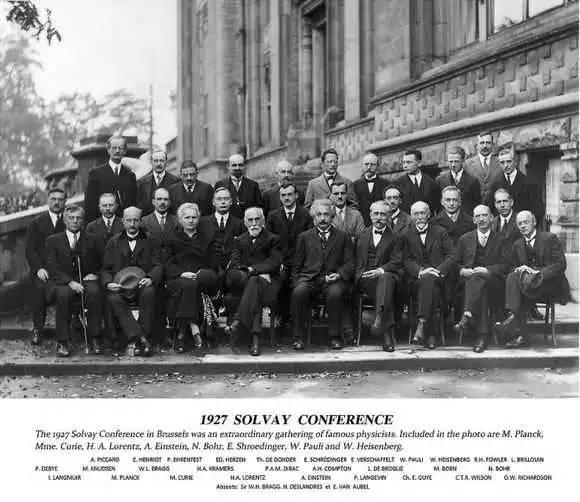 1927 SOLVAY CONFERENCE
The 1927 Solvay Conference in Brussels was an extraordinary gathering of famous physicists. Included in the photo are M. Planck,
Mme. Curie, H. A. Lorentz, A. Einstein, N. Bohr, E. Shroedinger, W. Pauli and W. Heisenberg.
A. PICCARD E. HENRIOT P. EHRENFEST ED. HERZEN Th. DE DONDER E. SCHRÖDINGER E. VERSCHAFFELT W. PAULI W. HEISENBERG R.H. FOWLER L. BRILLOUIN
P. DEBYE M. KNUDSEN W.L. BRAGG H.A. KRAMERS P.A.M. DIRAC A.H. COMPTON L. DE BROGLIE M. BORN N. BOHR
I. LANGMUIR M. PLANCK M. CURIE H.A. LORENTZ A. EINSTEIN P. LANGEVIN Ch. E. GUYE C.T.R. WILSON O.W. RICHARDSON
Absents: Sir W.H. BRAGG, H. DESLANDRES et E. VAN AUBEL